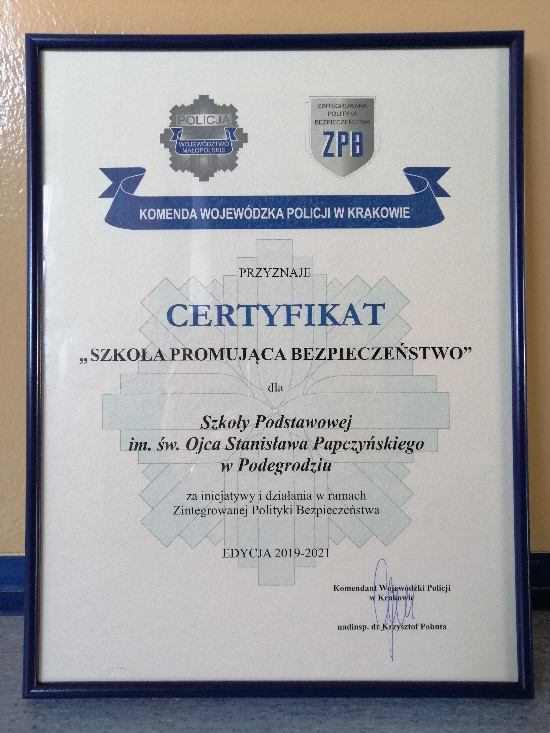 POLICJA
WOJEWÓDZTWO
MAŁOPOLSKIE
ZINTEGROWANA
POLITYKA
BEZPIECZEŃSTWA
ZPB
KOMENDA WOJEWÓDZKA POLICJI W KRAKOWIE
PRZYZNAJE
CERTYFIKAT
„SZKOŁA PROMUJĄCA BEZPIECZEŃSTWO”
dla
Szkoły Podstawowej
im. św. Ojca Stanisława Papczyńskiego
w Podegrodziu
za inicjatywy i działania w ramach
Zintegrowanej Polityki Bezpieczeństwa
EDYCJA 2019-2021
Komendant Wojewódzki Policji
w Krakowie
nadinsp. dr Krzysztof Pobuta